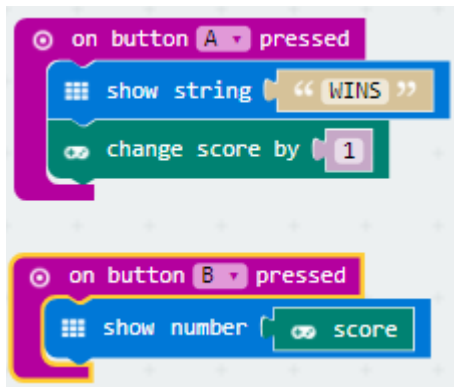 on button A pressed
show string “ WINS ”
change score by 1
on button B pressed
show number score